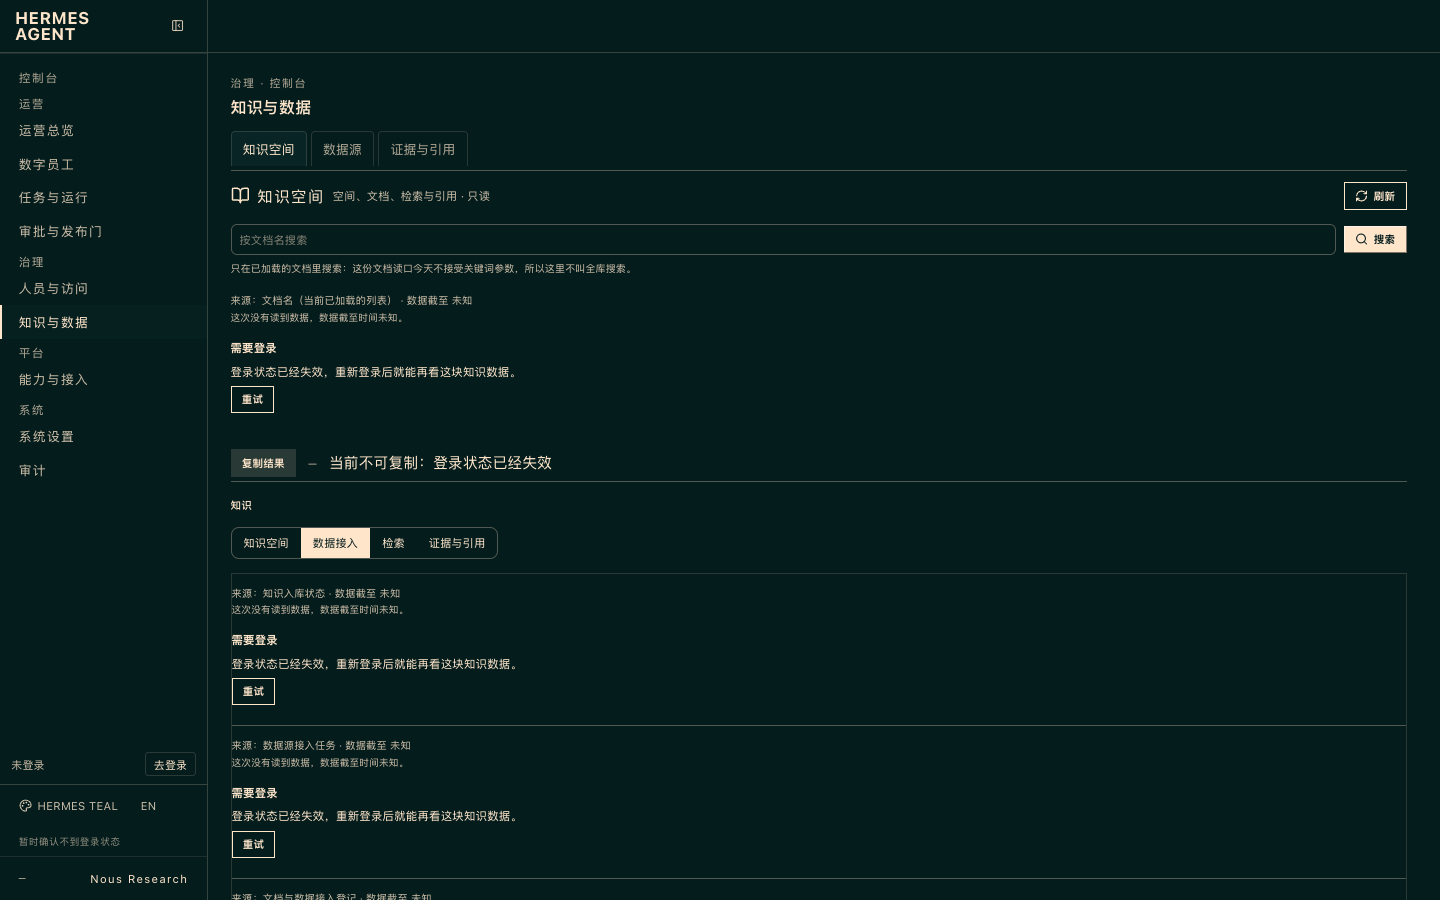 HERMES
AGENT
控制台
运营
运营总览
数字员工
任务与运行
审批与发布门
治理
人员与访问
知识与数据
平台
能力与接入
系统
系统设置
审计
未登录
去登录
HERMES TEAL
EN
暂时确认不到登录状态
—
Nous Research
治理 · 控制台
知识与数据
知识空间
数据源
证据与引用
知识空间 空间、文档、检索与引用 · 只读
刷新
按文档名搜索
搜索
只在已加载的文档里搜索：这份文档读口今天不接受关键词参数，所以这里不叫全库搜索。
来源：文档名（当前已加载的列表） · 数据截至 未知
这次没有读到数据，数据截至时间未知。
需要登录
登录状态已经失效，重新登录后就能再看这块知识数据。
重试
复制结果 — 当前不可复制：登录状态已经失效
知识
知识空间
数据接入
检索
证据与引用
来源：知识入库状态 · 数据截至 未知
这次没有读到数据，数据截至时间未知。
需要登录
登录状态已经失效，重新登录后就能再看这块知识数据。
重试
来源：数据源接入任务 · 数据截至 未知
这次没有读到数据，数据截至时间未知。
需要登录
登录状态已经失效，重新登录后就能再看这块知识数据。
重试
来源：文档与数据接入登记 · 数据截至 未知